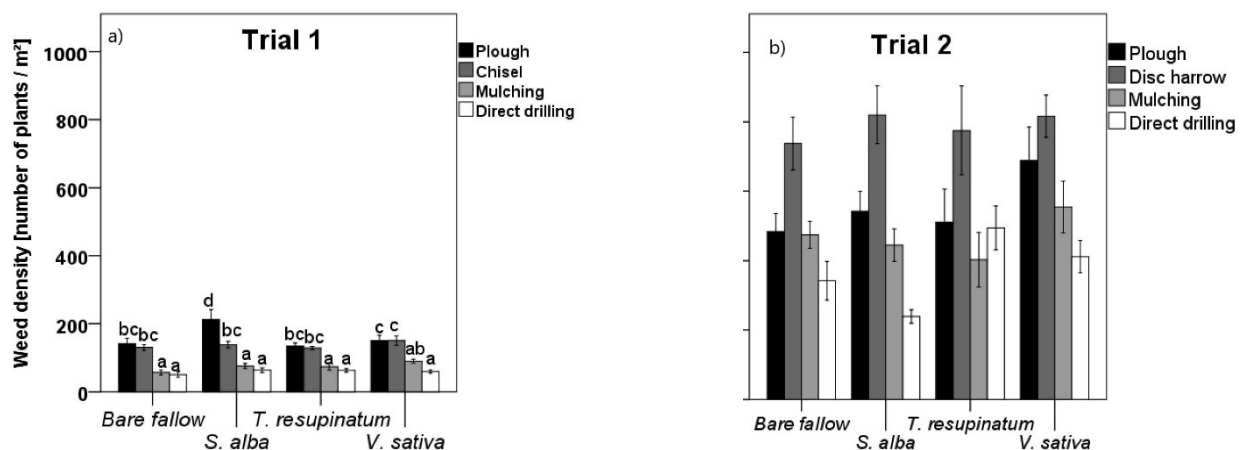 a)
Trial 1
Plough
Chisel
Mulching
Direct drilling
Weed density [number of plants / m²]
1000
800
600
400
200
0
bc bc a a
d bc a a
bc bc a a
c c ab a
Bare fallow
S. alba
T. resupinatum
V. sativa
b)
Trial 2
Plough
Disc harrow
Mulching
Direct drilling
Bare fallow
S. alba
T. resupinatum
V. sativa